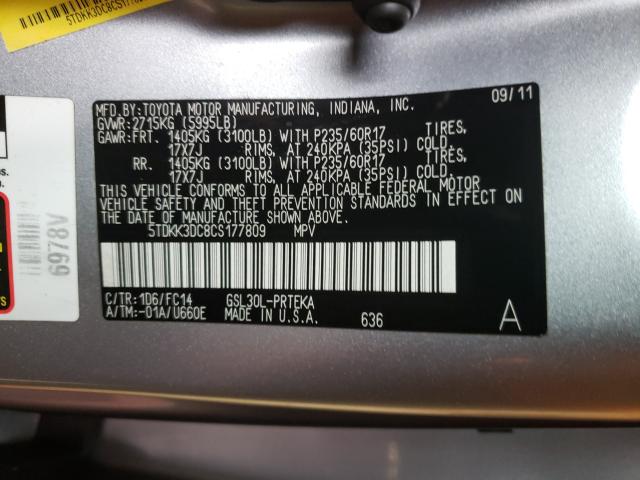 5TDKK3DC8CS1778
MFD.BY:TOYOTA MOTOR MANUFACTURING, INDIANA, INC. 09/11
GVWR:2715KG (5995LB)
GAWR:FRT. 1405KG (3100LB) WITH P235/60R17 TIRES,
17X7J RIMS, AT 240KPA (35PSI) COLD.
RR. 1405KG (3100LB) WITH P235/60R17 TIRES,
17X7J RIMS, AT 240KPA (35PSI) COLD.
THIS VEHICLE CONFORMS TO ALL APPLICABLE FEDERAL MOTOR
VEHICLE SAFETY AND THEFT PREVENTION STANDARDS IN EFFECT ON
THE DATE OF MANUFACTURE SHOWN ABOVE.
5TDKK3DC8CS177809 MPV
C/TR:1D6/FC14 GSL30L-PRTEKA
A/TM:-01A/U660E MADE IN U.S.A. 636 A
6978V